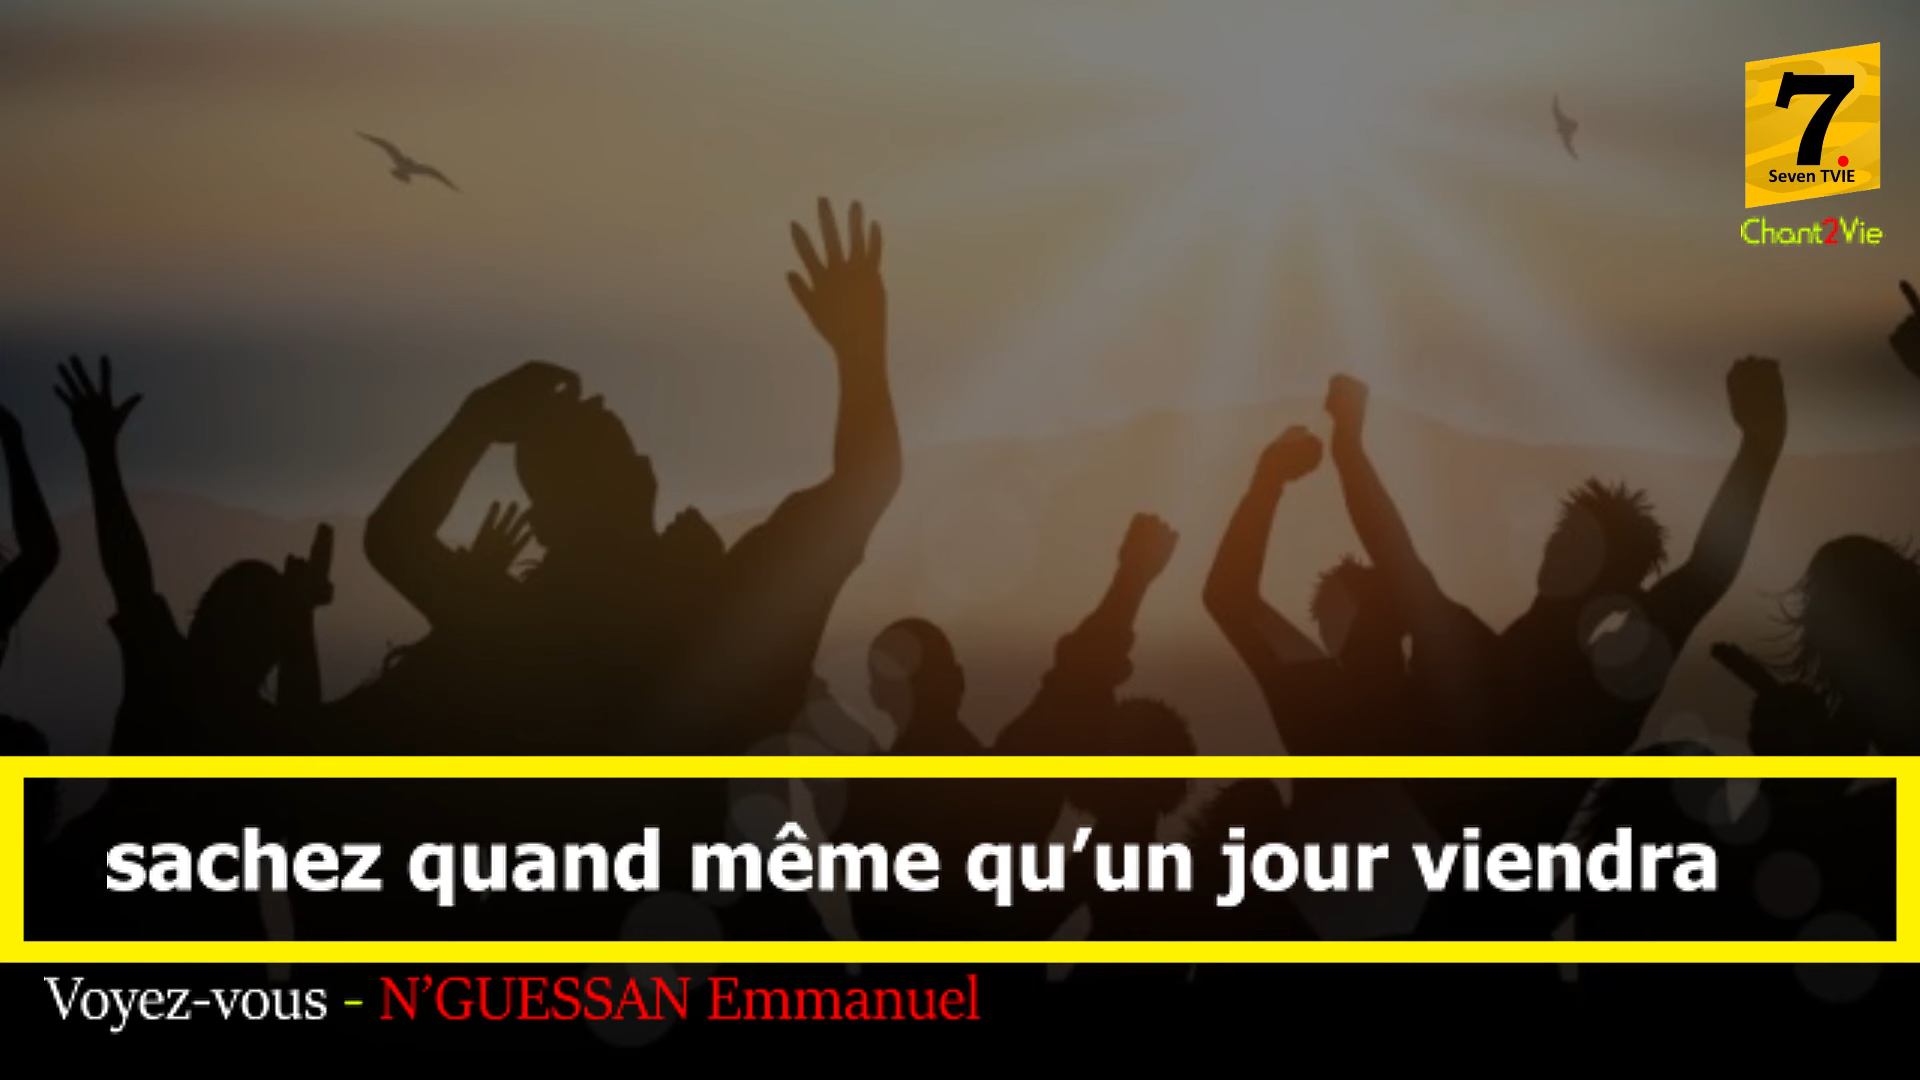 7.
Seven TVIE
Chant2Vie
sachez quand même qu’un jour viendra
Voyez-vous - N’GUESSAN Emmanuel